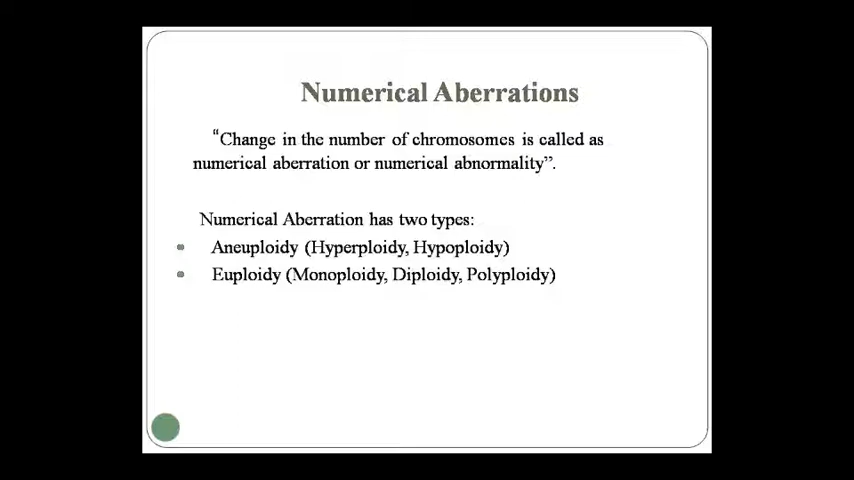 Numerical Aberrations
“Change in the number of chromosomes is called as
numerical aberration or numerical abnormality”.
Numerical Aberration has two types:
Aneuploidy (Hyperploidy, Hypoploidy)
Euploidy (Monoploidy, Diploidy, Polyploidy)